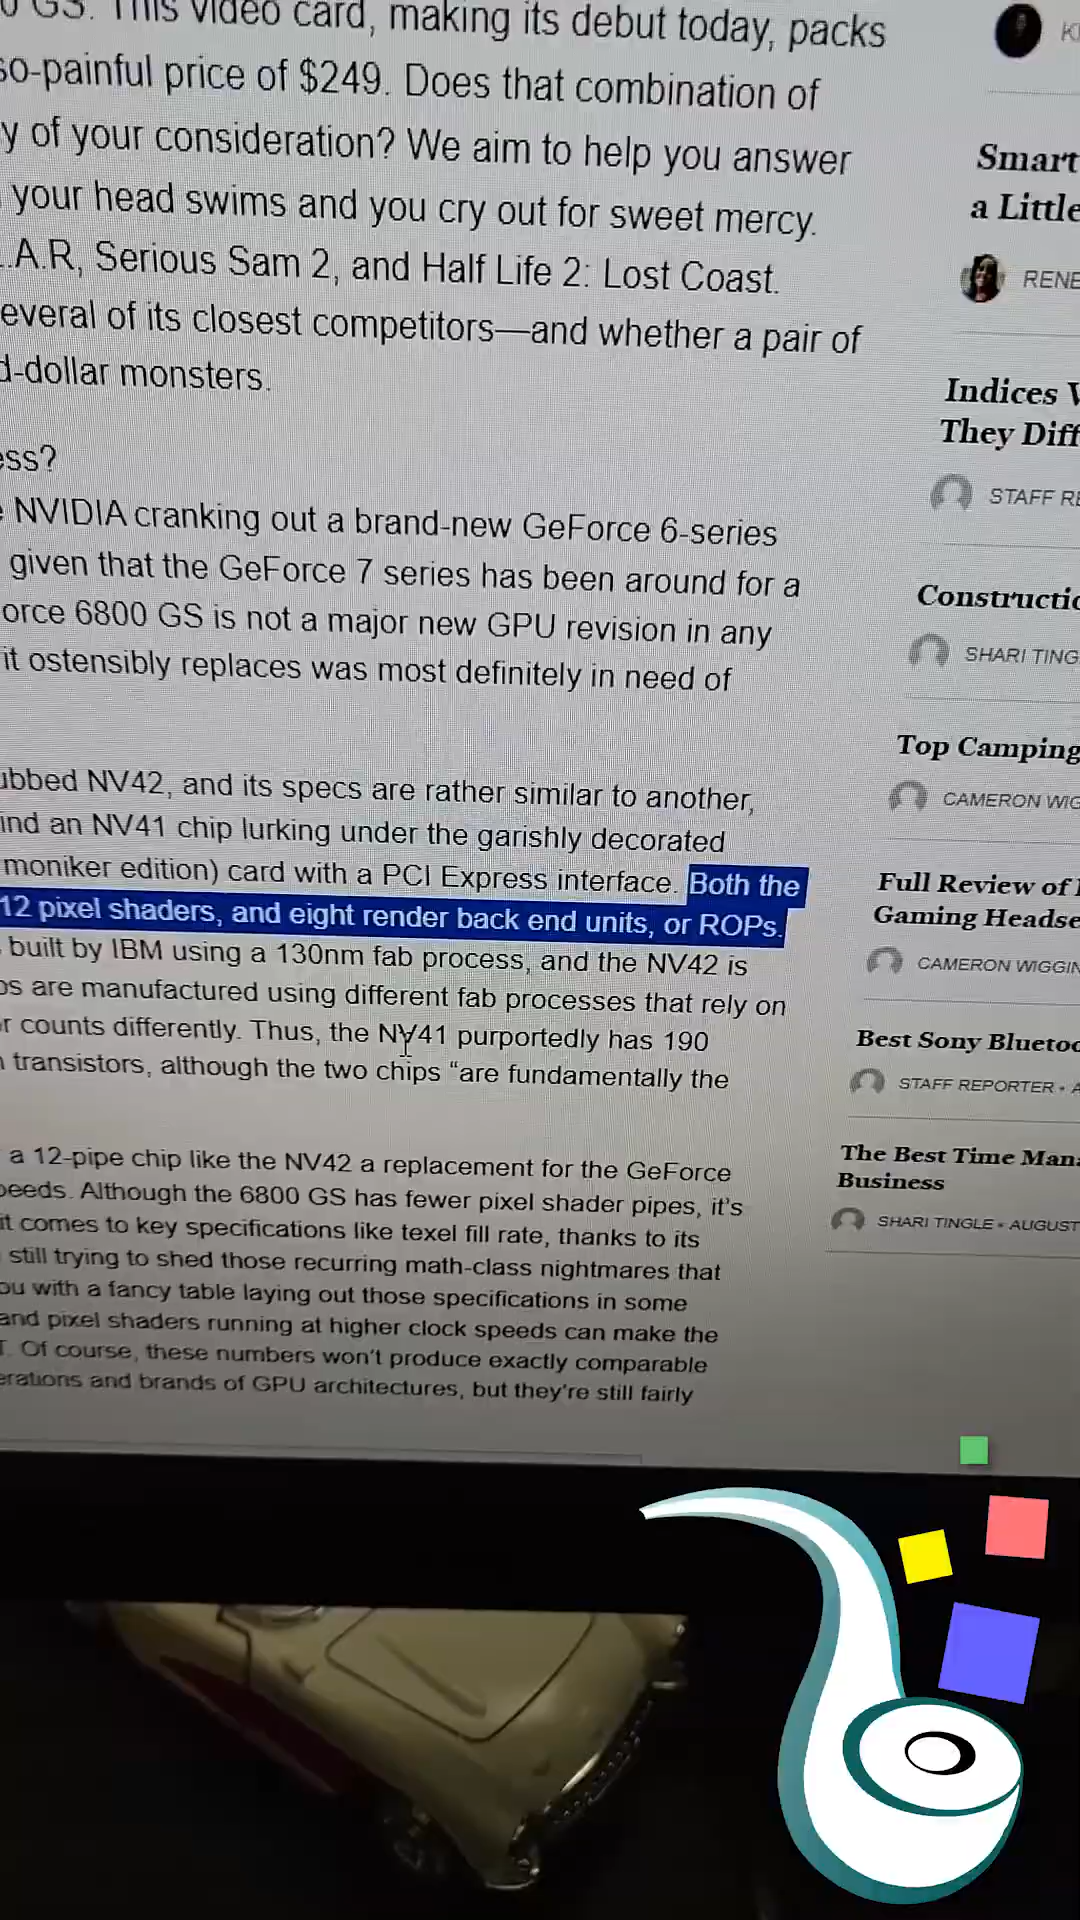 GS. This video card, making its debut today, packs
so-painful price of $249. Does that combination of
y of your consideration? We aim to help you answer
your head swims and you cry out for sweet mercy.
.A.R, Serious Sam 2, and Half Life 2: Lost Coast.
everal of its closest competitors—and whether a pair of
d-dollar monsters.
ess?
NVIDIA cranking out a brand-new GeForce 6-series
given that the GeForce 7 series has been around for a
orce 6800 GS is not a major new GPU revision in any
it ostensibly replaces was most definitely in need of
ubbed NV42, and its specs are rather similar to another,
ind an NV41 chip lurking under the garishly decorated
moniker edition) card with a PCI Express interface. Both the
12 pixel shaders, and eight render back end units, or ROPs.
built by IBM using a 130nm fab process, and the NV42 is
os are manufactured using different fab processes that rely on
r counts differently. Thus, the NV41 purportedly has 190
transistors, although the two chips “are fundamentally the
a 12-pipe chip like the NV42 a replacement for the GeForce
peeds. Although the 6800 GS has fewer pixel shader pipes, it's
it comes to key specifications like texel fill rate, thanks to its
still trying to shed those recurring math-class nightmares that
ou with a fancy table laying out those specifications in some
and pixel shaders running at higher clock speeds can make the
T. Of course, these numbers won't produce exactly comparable
erations and brands of GPU architectures, but they're still fairly
Smart
a Little
RENE
Indices
They Diff
STAFF RE
Constructio
SHARI TING
Top Camping
CAMERON WIG
Full Review of
Gaming Headse
CAMERON WIGGIN
Best Sony Bluetoo
STAFF REPORTER • A
The Best Time Mana
Business
SHARI TINGLE • AUGUST